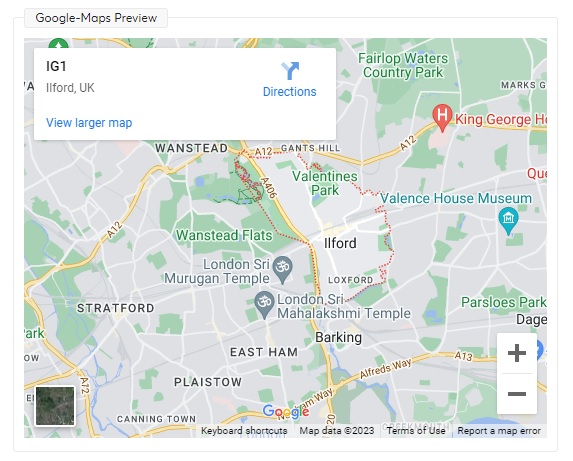 Google-Maps Preview
IG1
Ilford, UK
Directions
View larger map
Fairlop Waters
Country Park
MARKS G
King George Ho
A12
WANSTEAD
A12
GANTS HILL
A406
Valentines
Park
Que
Valence House Museum
A12
Wanstead Flats
Ilford
London Sri
Murugan Temple
LOXFORD
London Sri
Mahalakshmi Temple
STRATFORD
Parsloes Park
Dage
Park
Barking
EAST HAM
A13
Alfreds Way
PLAISTOW
A12
Google
CANNING TOWN
Keyboard shortcuts
Map data ©2023
Terms of Use
Report a map error